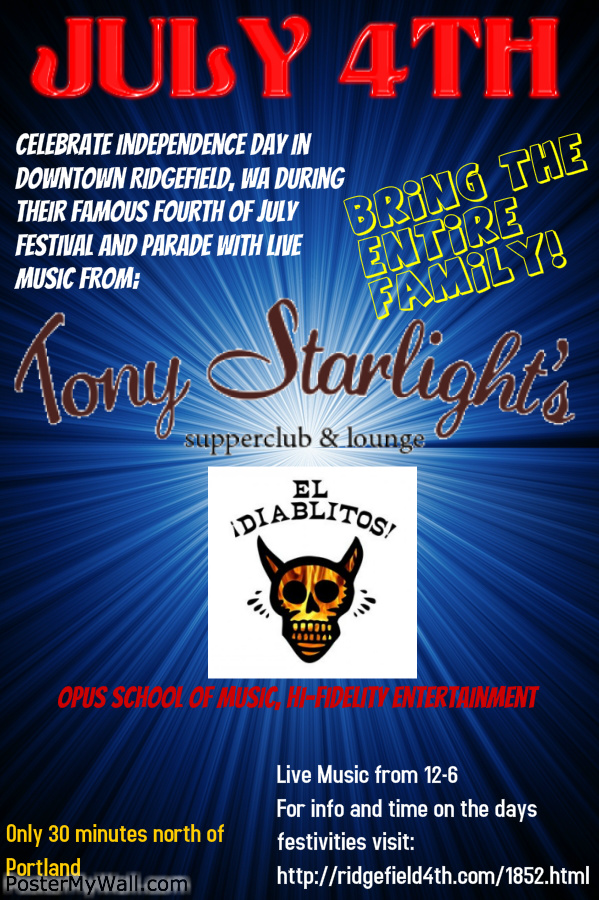 JULY 4TH
CELEBRATE INDEPENDENCE DAY IN
DOWNTOWN RIDGEFIELD, WA DURING
THEIR FAMOUS FOURTH OF JULY
FESTIVAL AND PARADE WITH LIVE
MUSIC FROM:
BRING THE
ENTIRE
FAMILY!
Tony Starlight's
supperclub & lounge
EL
¡DIABLITOS!
OPUS SCHOOL OF MUSIC, HI-FIDELITY ENTERTAINMENT
Live Music from 12-6
For info and time on the days
festivities visit:
http://ridgefield4th.com/1852.html
Only 30 minutes north of
Portland
PosterMyWall.com